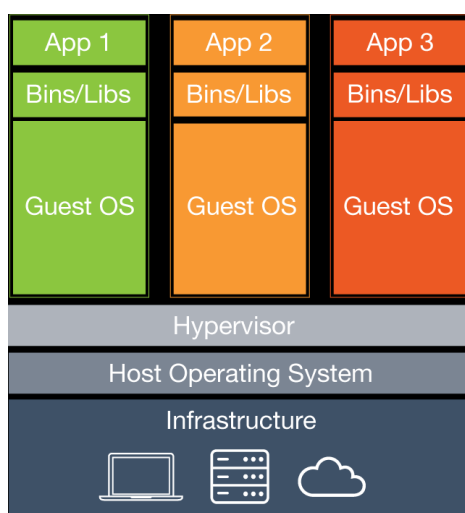 App 1
App 2
App 3
Bins/Libs
Bins/Libs
Bins/Libs
Guest OS
Guest OS
Guest OS
Hypervisor
Host Operating System
Infrastructure